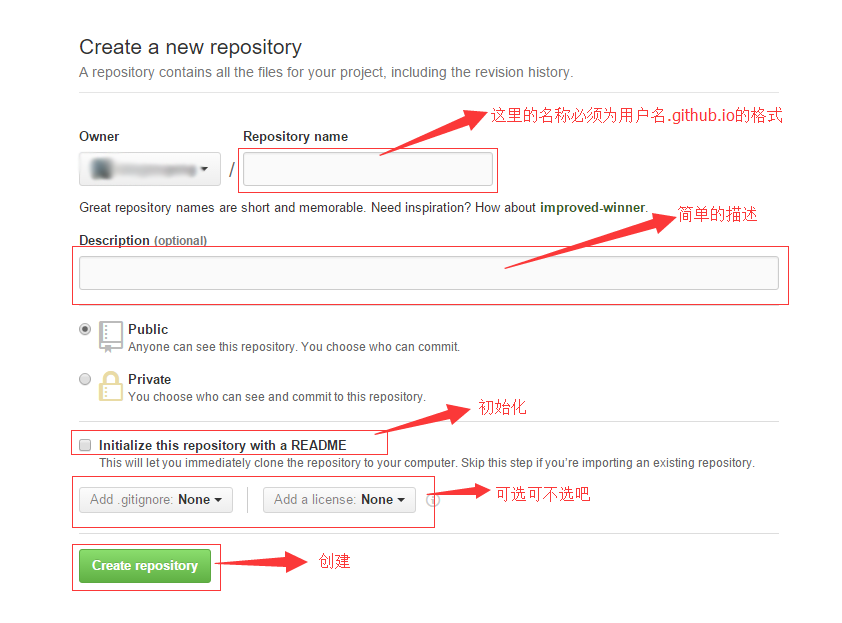 Create a new repository
A repository contains all the files for your project, including the revision history.
这里的名称必须为用户名.github.io的格式
Owner
Repository name
/
Great repository names are short and memorable. Need inspiration? How about improved-winner.
简单的描述
Description (optional)
Public
Anyone can see this repository. You choose who can commit.
Private
You choose who can see and commit to this repository.
初始化
Initialize this repository with a README
This will let you immediately clone the repository to your computer. Skip this step if you're importing an existing repository.
Add .gitignore: None
Add a license: None
可选可不选吧
Create repository
创建